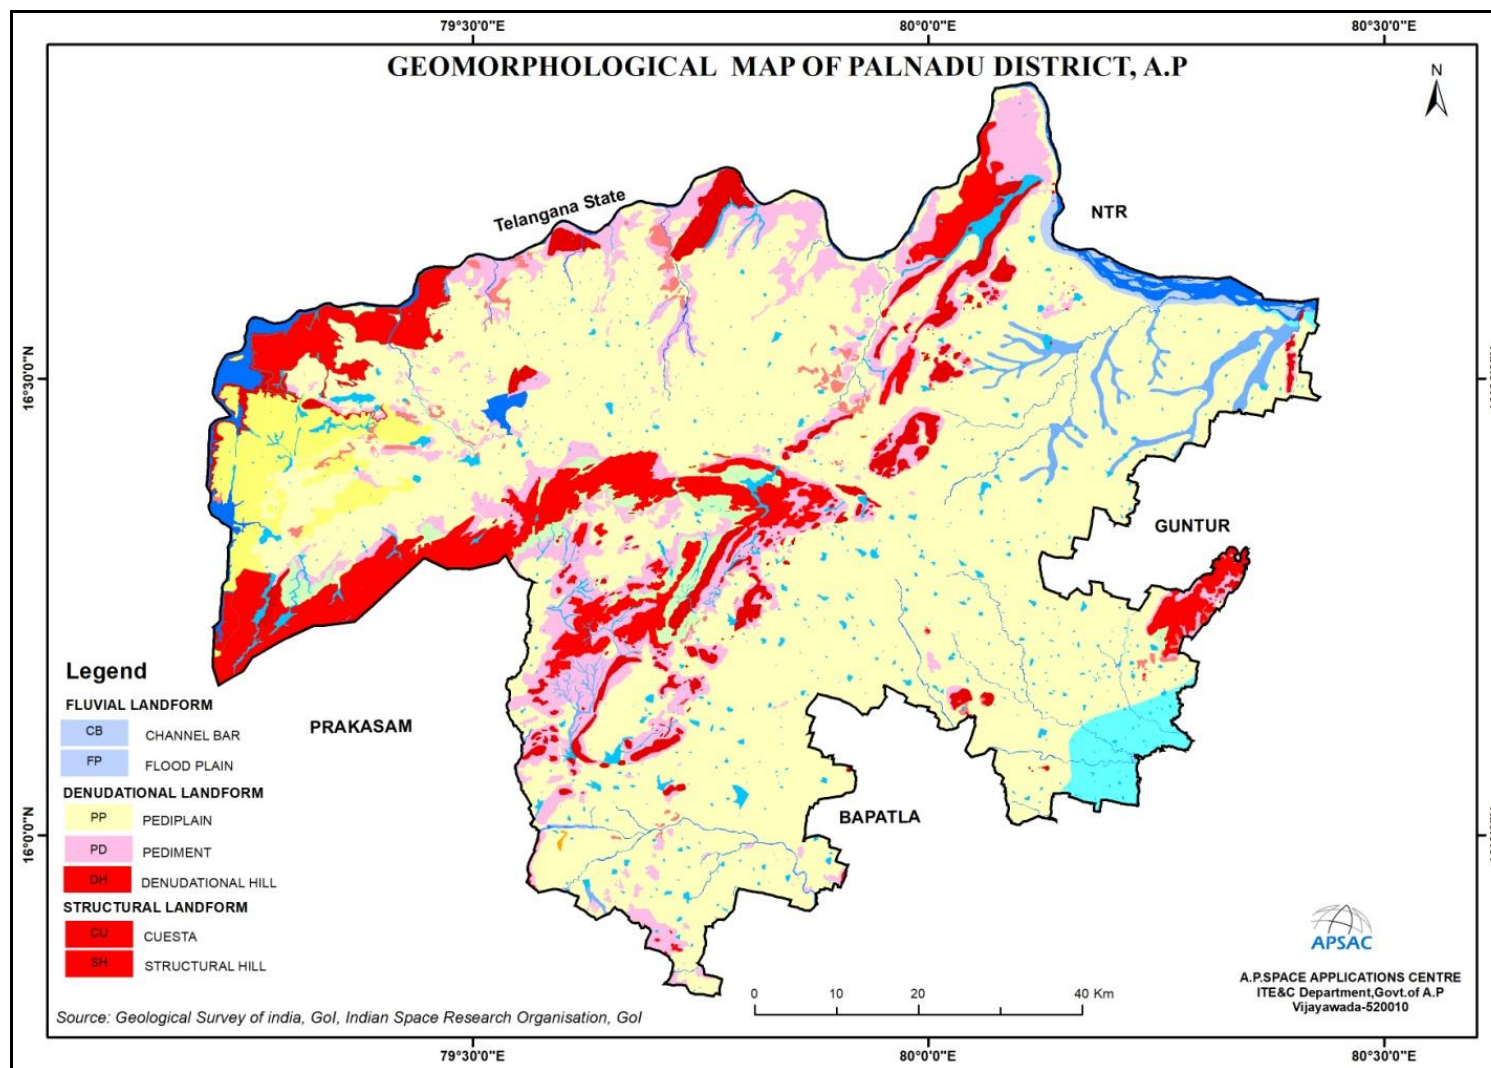 79°30'0"E 80°0'0"E 80°30'0"E
GEOMORPHOLOGICAL MAP OF PALNADU DISTRICT, A.P
N
Telangana State
NTR
16°30'0"N
GUNTUR
Legend
FLUVIAL LANDFORM
CB CHANNEL BAR
FP FLOOD PLAIN
PRAKASAM
DENUDATIONAL LANDFORM
PP PEDIPLAIN
BAPATLA
16°0'0"N
PD PEDIMENT
DH DENUDATIONAL HILL
STRUCTURAL LANDFORM
CU CUESTA
SH STRUCTURAL HILL
APSAC
A.P.SPACE APPLICATIONS CENTRE
ITE&C Department,Govt.of A.P
Vijayawada-520010
0 10 20 40 Km
Source: Geological Survey of india, GoI, Indian Space Research Organisation, GoI
79°30'0"E 80°0'0"E 80°30'0"E